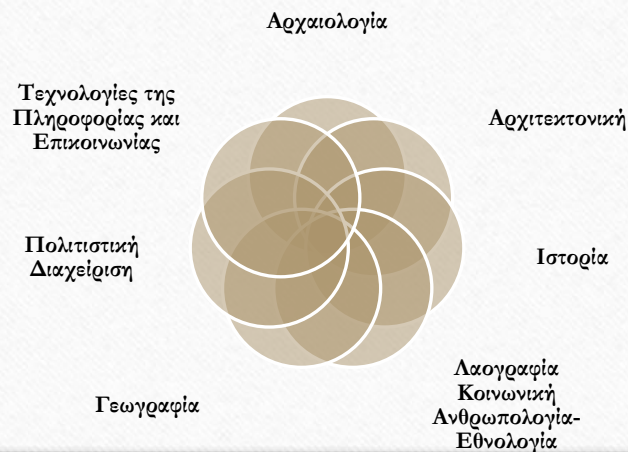 Αρχαιολογία
Τεχνολογίες της
Πληροφορίας και
Επικοινωνίας
Αρχιτεκτονική
Πολιτιστική
Διαχείριση
Ιστορία
Γεωγραφία
Λαογραφία
Κοινωνική
Ανθρωπολογία-
Εθνολογία